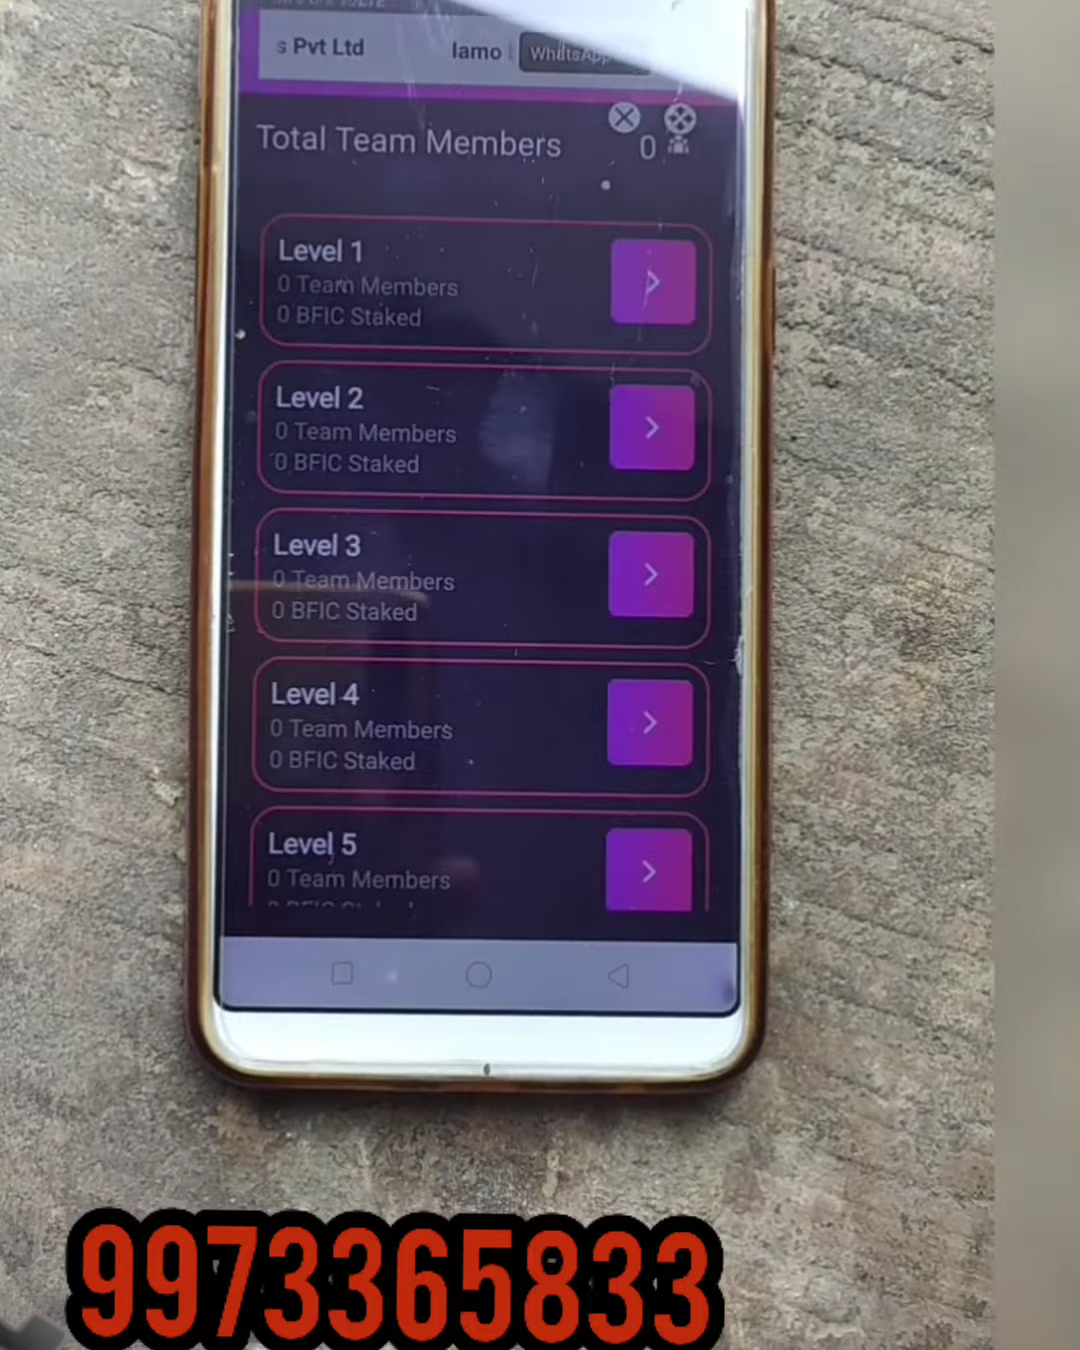 s Pvt Ltd Iamo WhatsApp
Total Team Members 0
Level 1
0 Team Members
0 BFIC Staked
Level 2
0 Team Members
0 BFIC Staked
Level 3
0 Team Members
0 BFIC Staked
Level 4
0 Team Members
0 BFIC Staked
Level 5
0 Team Members
9973365833